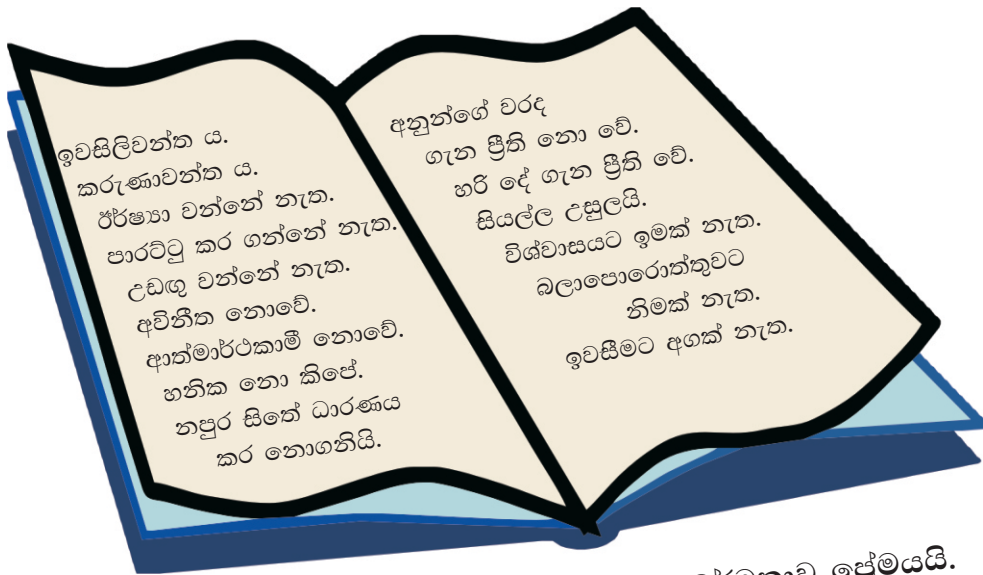 ඉවසිලිවන්ත ය.
කරුණාවන්ත ය.
ඊර්ෂ්‍යා වන්නේ නැත.
පාරට්ටු කර ගන්නේ නැත.
උඩඟු වන්නේ නැත.
අවිනීත නොවේ.
ආත්මාර්ථකාමී නොවේ.
හනික නො කිපේ.
නපුර සිතේ ධාරණය
කර නොගනියි.
අනුන්ගේ වරද
ගැන ප්‍රීති නො වේ.
හරි දේ ගැන ප්‍රීති වේ.
සියල්ල උසුලයි.
විශ්වාසයට ඉමක් නැත.
බලාපොරොත්තුවට
නිමක් නැත.
ඉවසීමට අගක් නැත.
ප්‍රේමයයි.